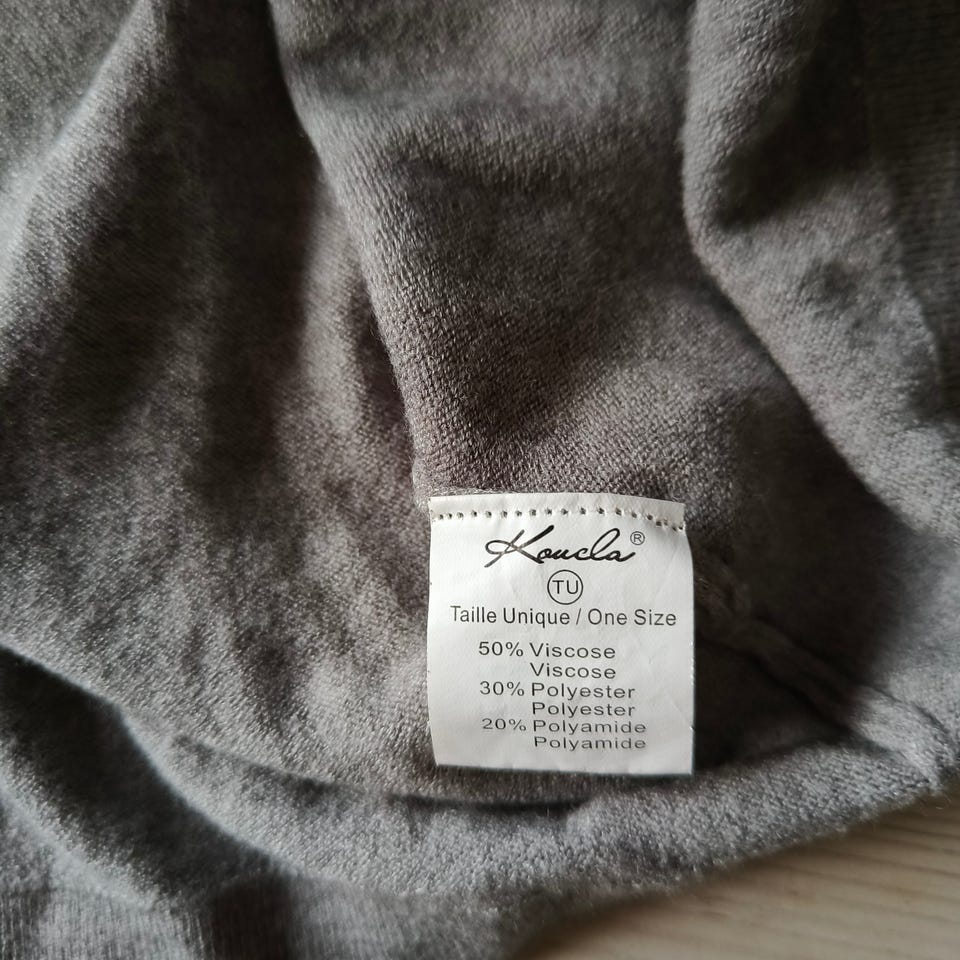 Koucla®
TU
Taille Unique / One Size
50% Viscose
Viscose
30% Polyester
Polyester
20% Polyamide
Polyamide